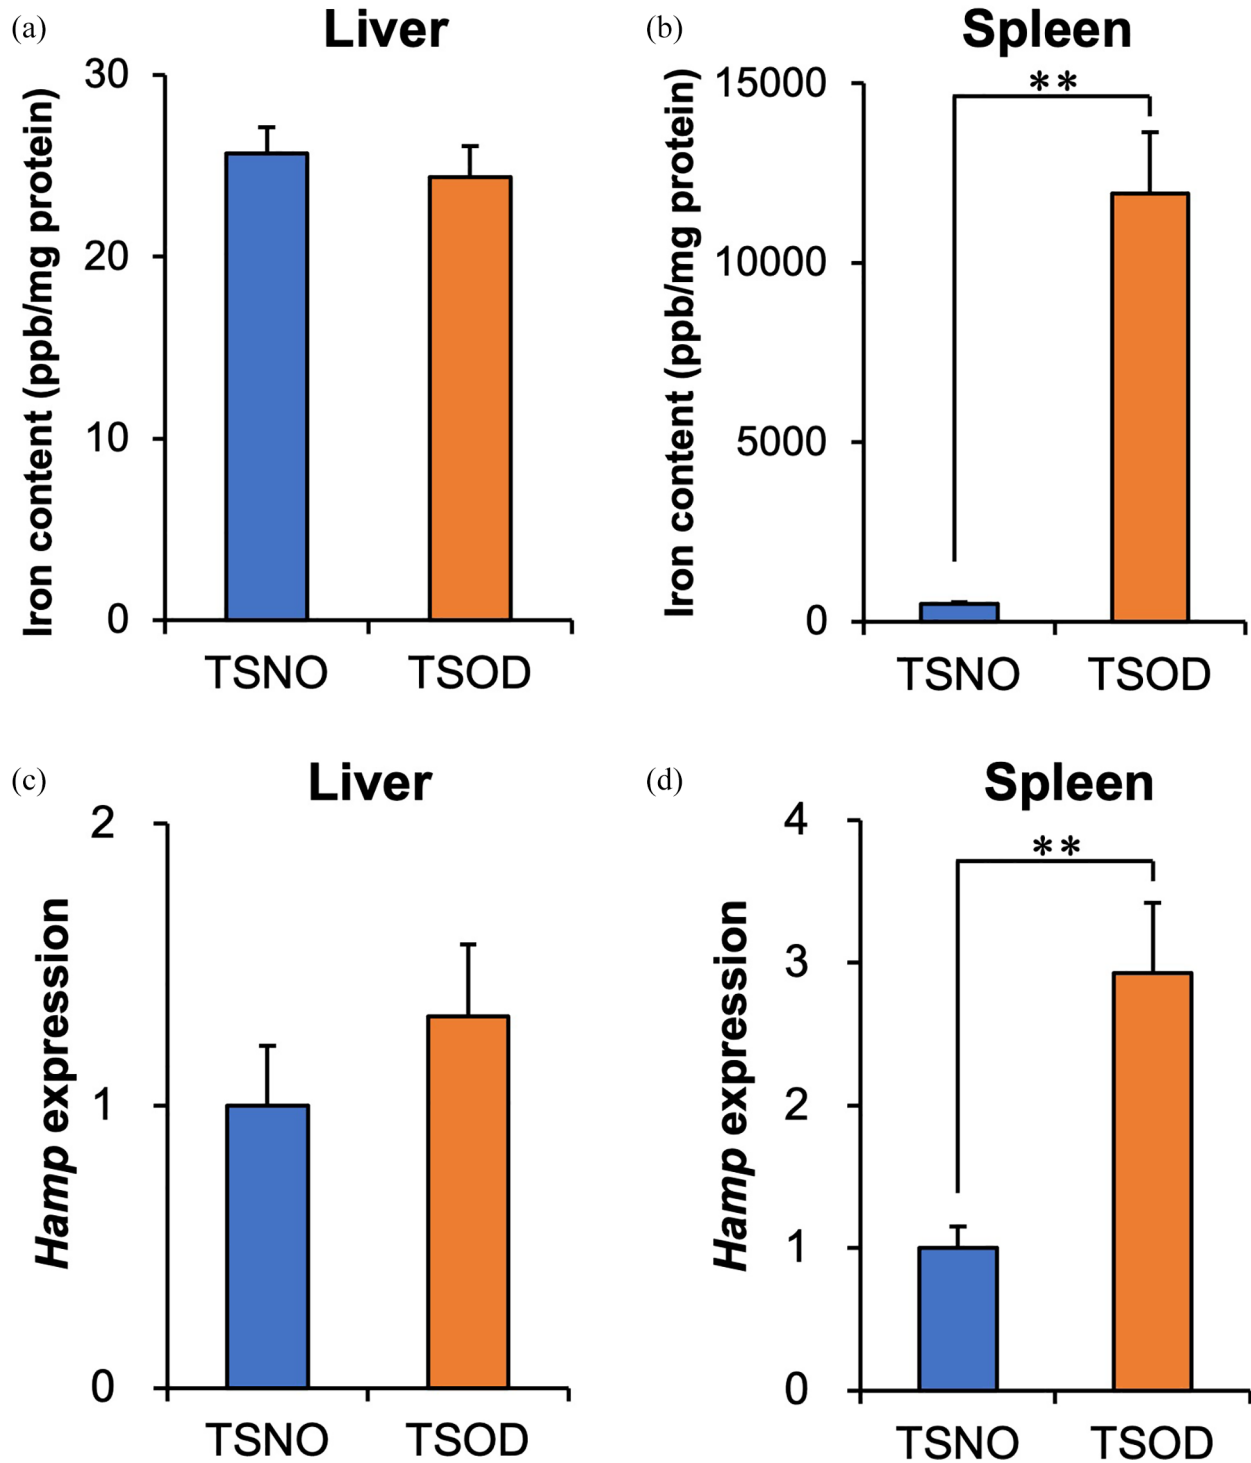 (a)
Liver
Iron content (ppb/mg protein)
30
20
10
0
TSNO TSOD
(b)
Spleen
Iron content (ppb/mg protein)
15000
10000
5000
0
**
TSNO TSOD
(c)
Liver
Hamp expression
2
1
0
TSNO TSOD
(d)
Spleen
Hamp expression
4
3
2
1
0
**
TSNO TSOD